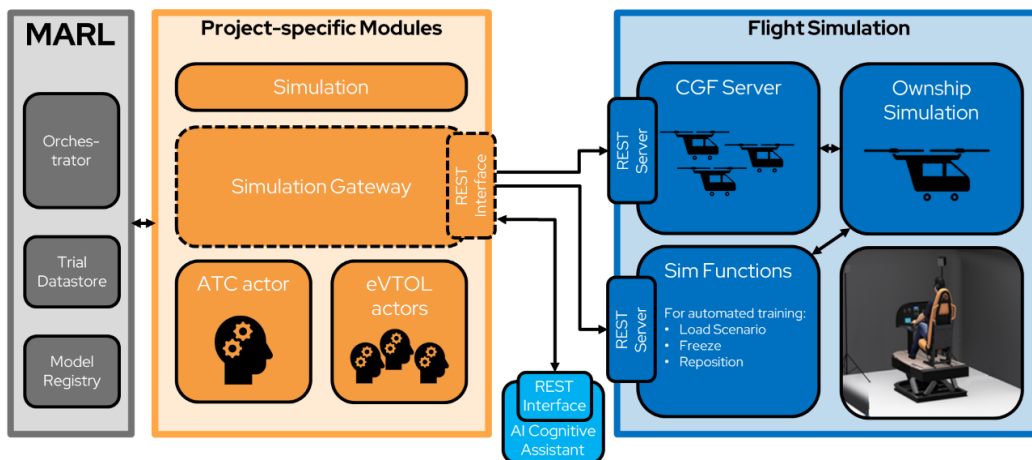 MARL
Orches-
trator
Trial
Datastore
Model
Registry
Project-specific Modules
Simulation
Simulation Gateway
REST
Interface
ATC actor
eVTOL
actors
REST
Interface
AI Cognitive
Assistant
Flight Simulation
REST
Server
CGF Server
Ownship
Simulation
REST
Server
Sim Functions
For automated training:
• Load Scenario
• Freeze
• Reposition